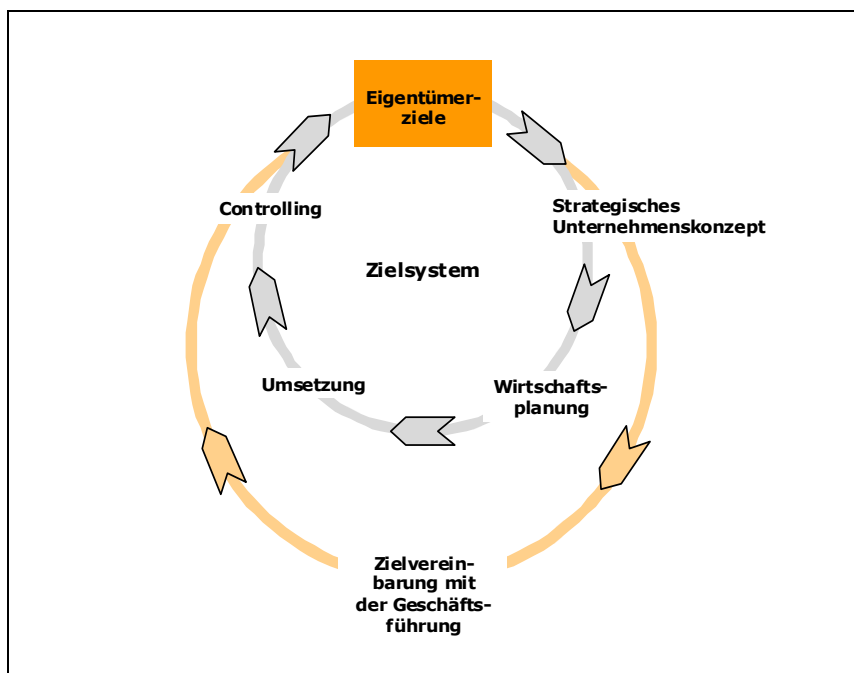 Eigentümer-
ziele
Controlling
Strategisches
Unternehmenskonzept
Zielsystem
Umsetzung
Wirtschafts-
planung
Zielverein-
barung mit
der Geschäfts-
führung